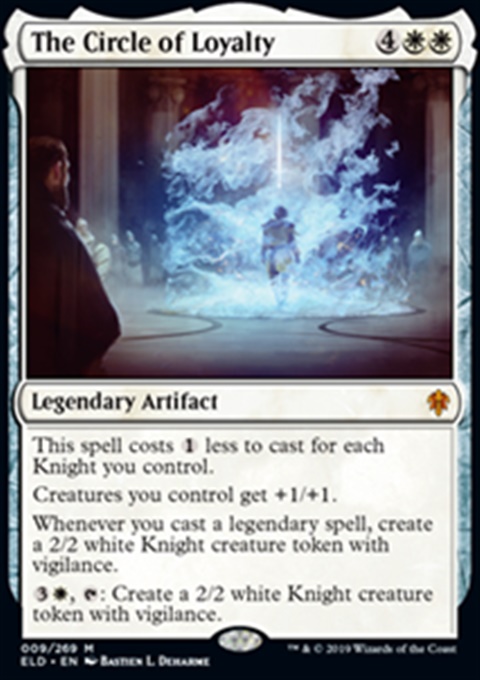 The Circle of Loyalty 4
Legendary Artifact
This spell costs 1 less to cast for each
Knight you control.
Creatures you control get +1/+1.
Whenever you cast a legendary spell, create
a 2/2 white Knight creature token with
vigilance.
3, : Create a 2/2 white Knight creature
token with vigilance.
009/269 M
ELD • EN Bastien L. Deharme
™ & © 2019 Wizards of the Coast